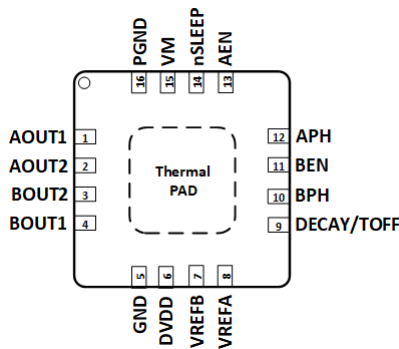 PGND
VM
nSLEEP
AEN
16
15
14
13
AOUT1 1
AOUT2 2
BOUT2 3
BOUT1 4
Thermal
PAD
12 APH
11 BEN
10 BPH
9 DECAY/TOFF
5
6
7
8
GND
DVDD
VREFB
VREFA